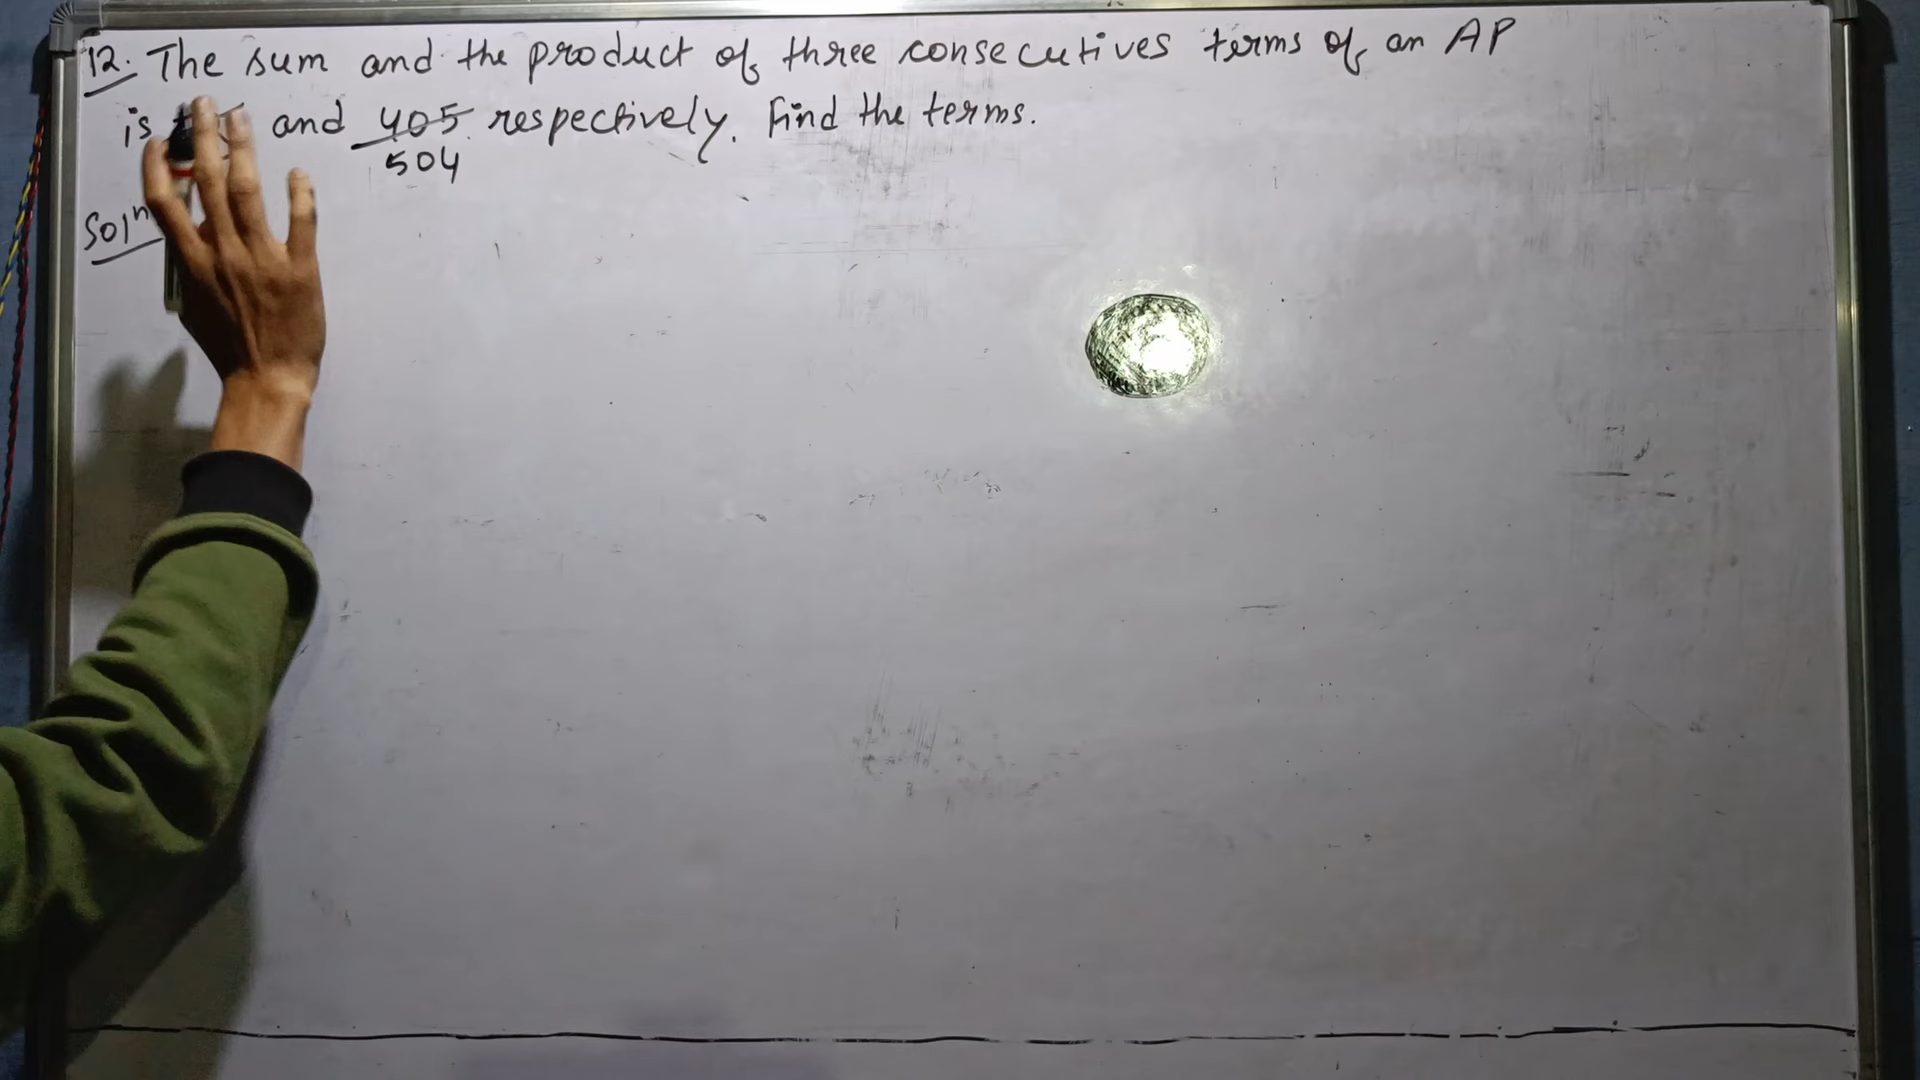 12. The sum and the product of three consecutives terms of an AP
is and 405 respectively. Find the terms.
504
Solⁿ